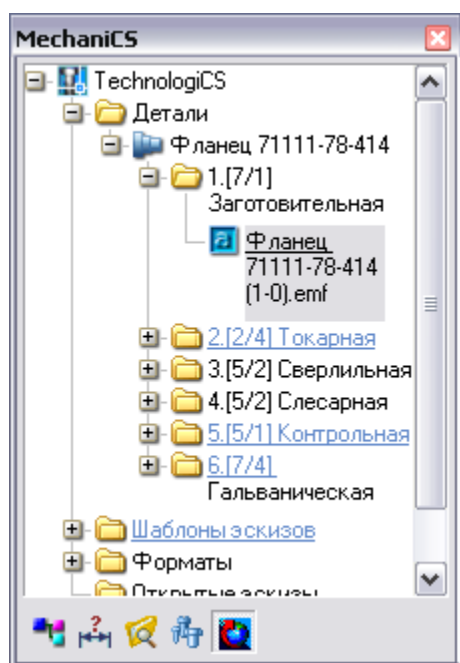 MechaniCS
TechnologiCS
Детали
Фланец 71111-78-414
1.[7/1]
Заготовительная
Фланец
71111-78-414
(1-0).emf
2.[2/4] Токарная
3.[5/2] Сверлильная
4.[5/2] Слесарная
5.[5/1] Контрольная
6.[7/4]
Гальваническая
Шаблоны эскизов
Форматы
Открытые эскизы